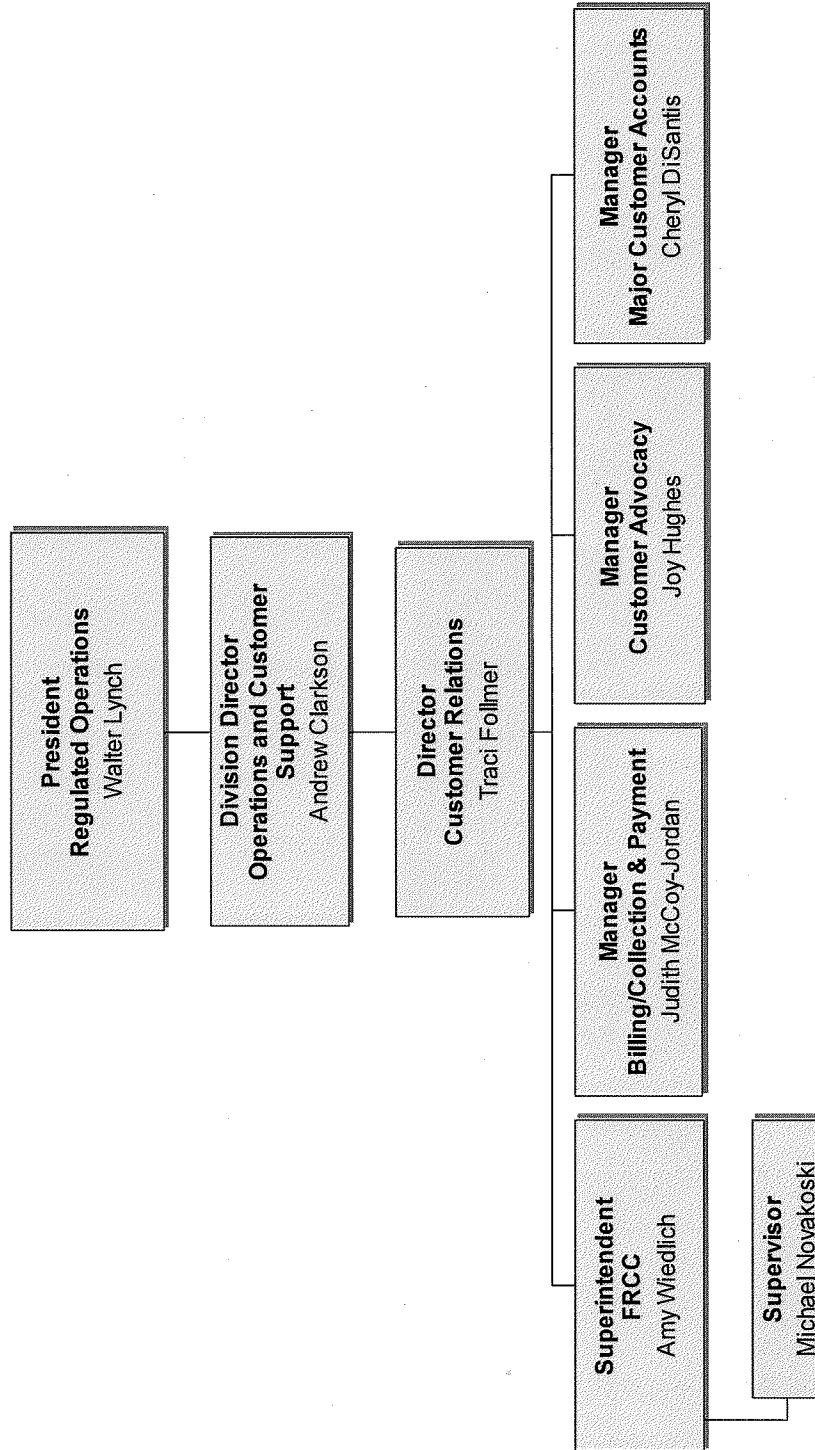 President
Regulated Operations
Walter Lynch
Division Director
Operations and Customer
Support
Andrew Clarkson
Director
Customer Relations
Traci Follmer
Superintendent
FRCC
Amy Wiedlich
Manager
Billing/Collection & Payment
Judith McCoy-Jordan
Manager
Customer Advocacy
Joy Hughes
Manager
Major Customer Accounts
Cheryl DiSantis
Supervisor
Michael Novakoski